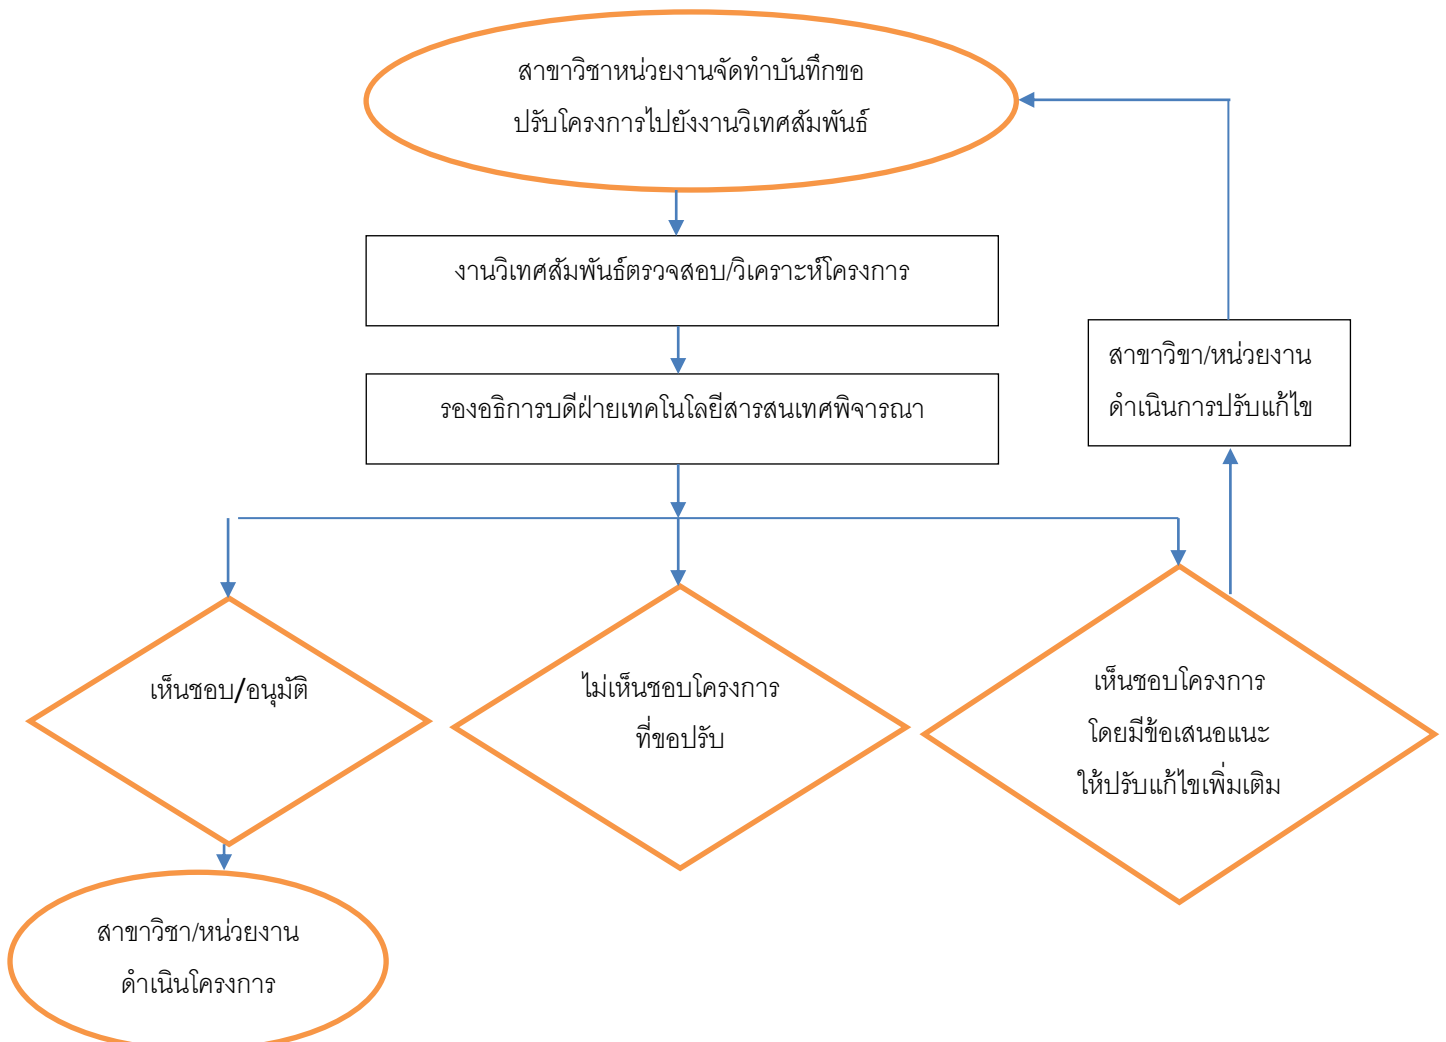 สาขาวิชาหน่วยงานจัดทำบันทึกขอ
ปรับโครงการไปยังงานวิเทศสัมพันธ์
งานวิเทศสัมพันธ์ตรวจสอบ/วิเคราะห์โครงการ
รองอธิการบดีฝ่ายเทคโนโลยีสารสนเทศพิจารณา
สาขาวิขา/หน่วยงาน
ดำเนินการปรับแก้ไข
เห็นชอบ/อนุมัติ
ไม่เห็นชอบโครงการ
ที่ขอปรับ
เห็นชอบโครงการ
โดยมีข้อเสนอแนะ
ให้ปรับแก้ไขเพิ่มเติม
สาขาวิชา/หน่วยงาน
ดำเนินโครงการ